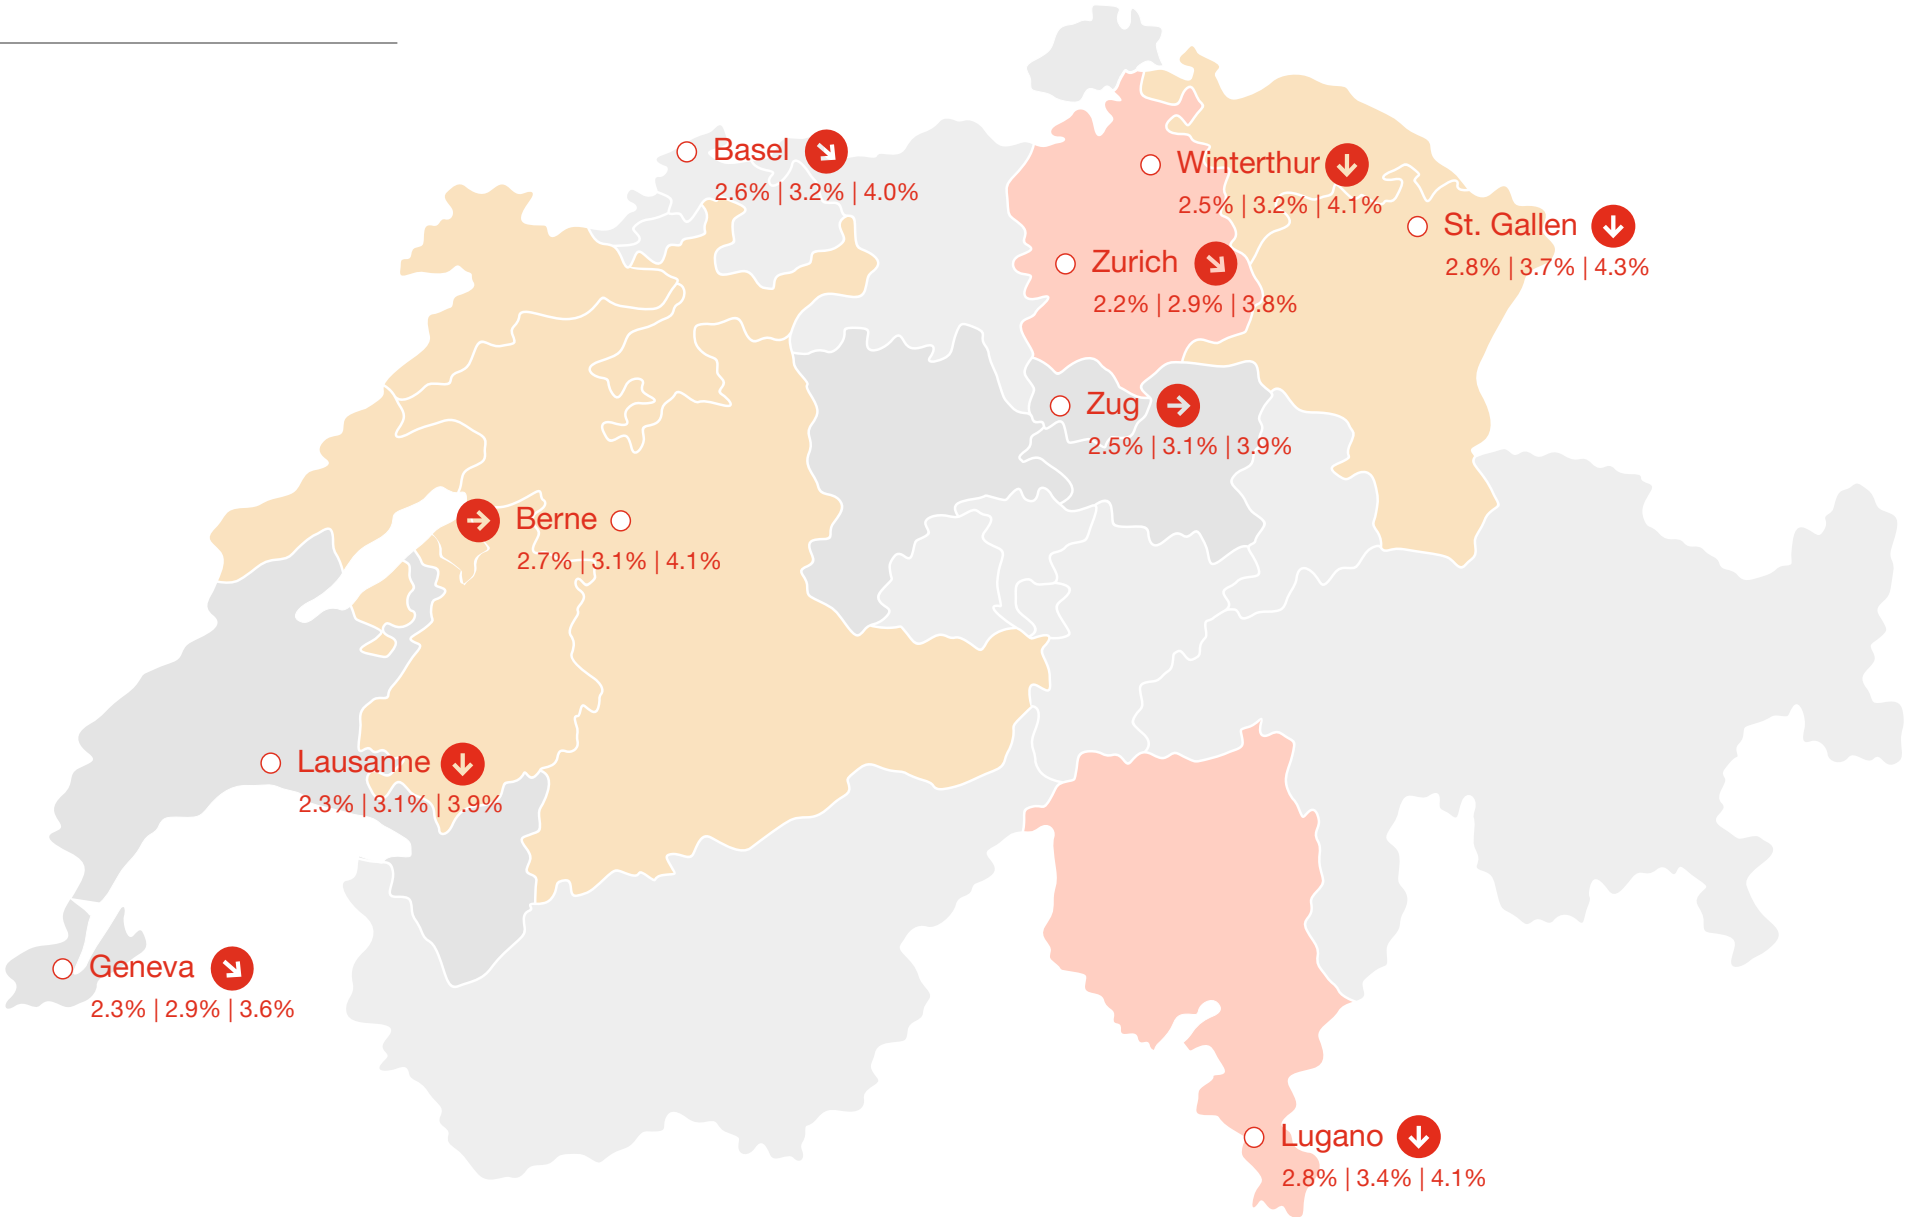 Basel
2.6% | 3.2% | 4.0%
Winterthur
2.5% | 3.2% | 4.1%
St. Gallen
2.8% | 3.7% | 4.3%
Zurich
2.2% | 2.9% | 3.8%
Zug
2.5% | 3.1% | 3.9%
Berne
2.7% | 3.1% | 4.1%
Lausanne
2.3% | 3.1% | 3.9%
Geneva
2.3% | 2.9% | 3.6%
Lugano
2.8% | 3.4% | 4.1%